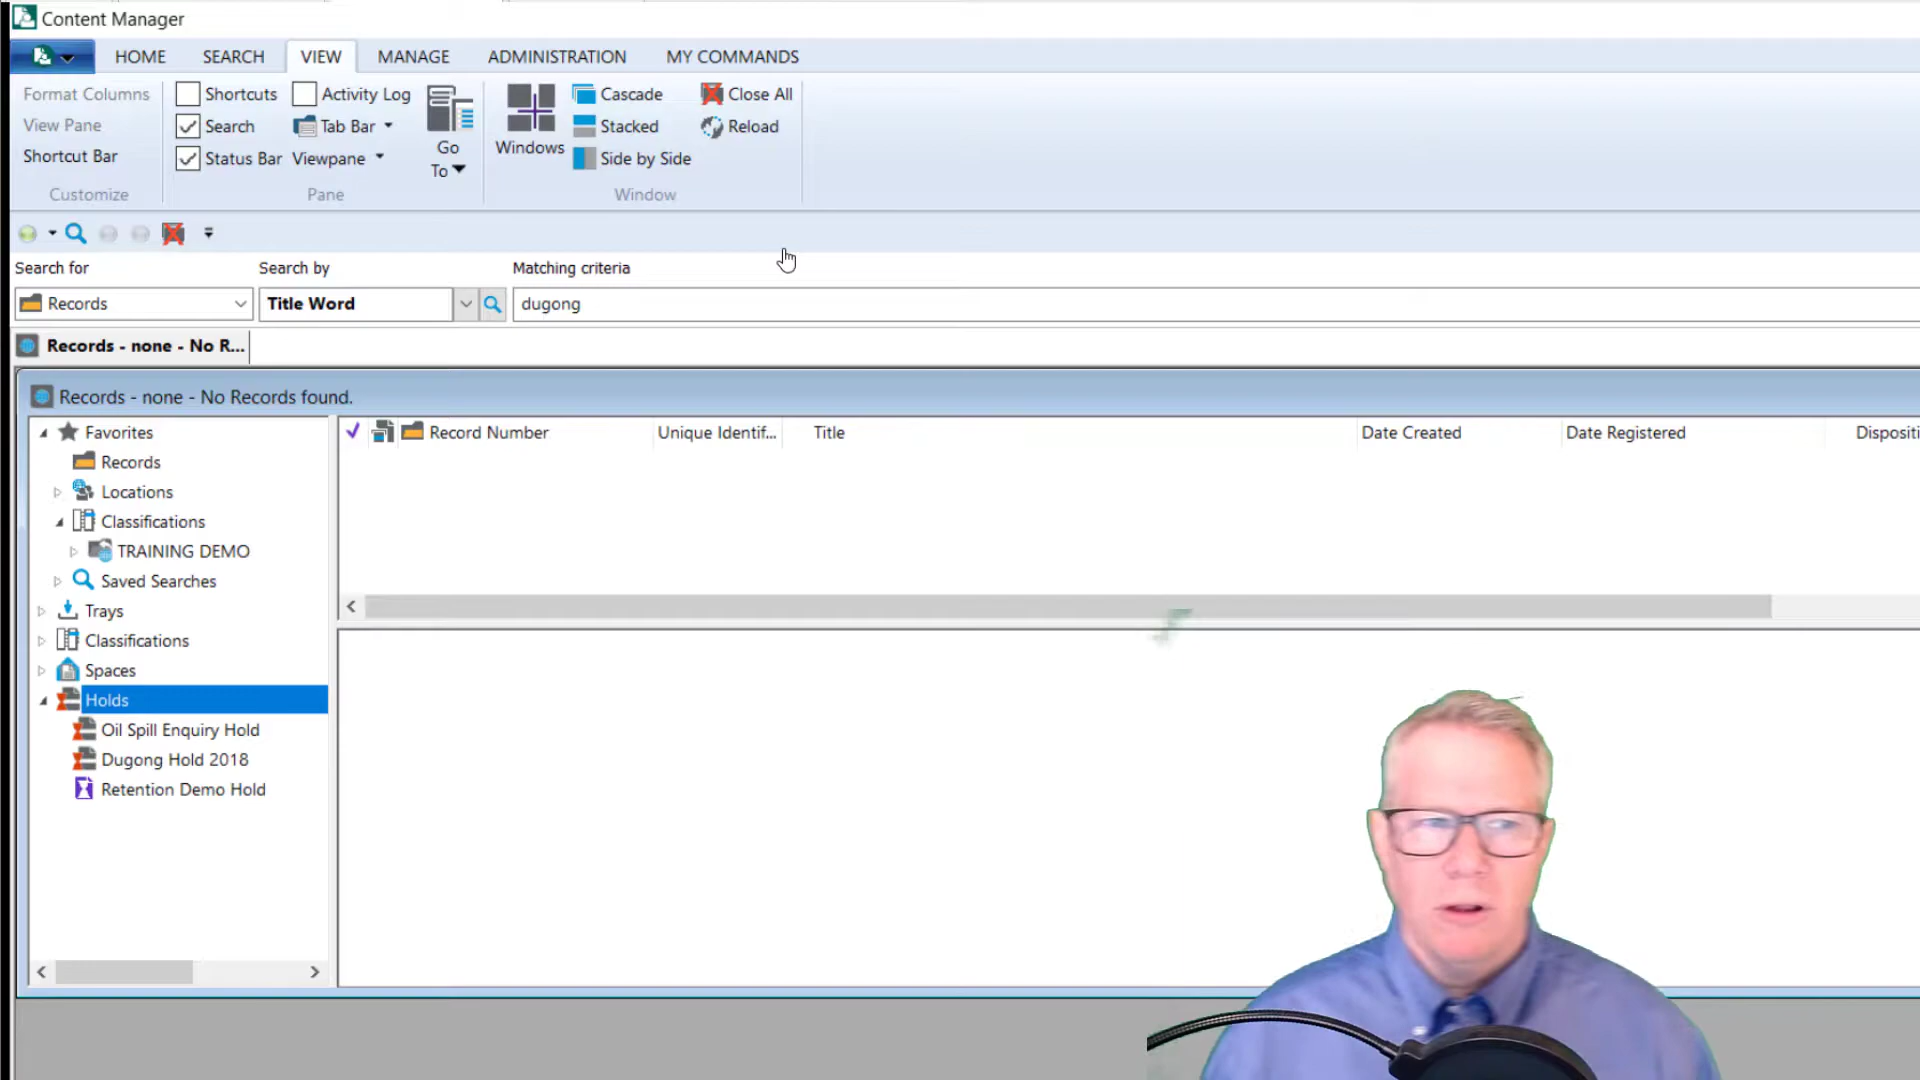 Content Manager
HOME SEARCH VIEW MANAGE ADMINISTRATION MY COMMANDS
Format Columns
View Pane
Shortcut Bar
Customize
Shortcuts
Search
Status Bar
Activity Log
Tab Bar
Viewpane
Pane
Go
To
Windows
Cascade
Stacked
Side by Side
Close All
Reload
Window
Search for Search by Matching criteria
Records Title Word dugong
Records - none - No R...
Records - none - No Records found.
Favorites
Records
Locations
Classifications
TRAINING DEMO
Saved Searches
Trays
Classifications
Spaces
Holds
Oil Spill Enquiry Hold
Dugong Hold 2018
Retention Demo Hold
Record Number Unique Identif... Title Date Created Date Registered Dispositi